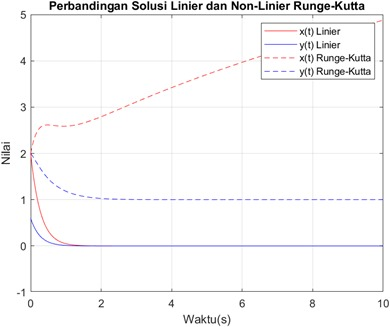 Perbandingan Solusi Linier dan Non-Linier Runge-Kutta
5
4
3
2
1
0
-1
Nilai
x(t) Linier
y(t) Linier
x(t) Runge-Kutta
y(t) Runge-Kutta
0 2 4 6 8 10
Waktu(s)